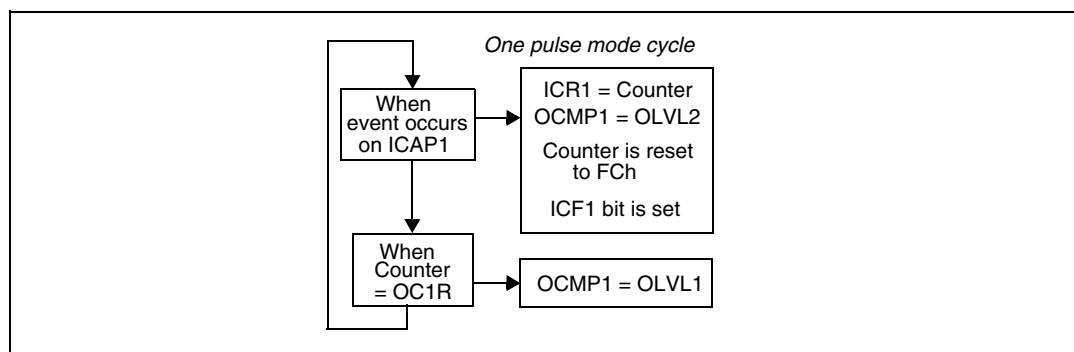 One pulse mode cycle
When
event occurs
on ICAP1
ICR1 = Counter
OCMP1 = OLVL2
Counter is reset
to FCh
ICF1 bit is set
When
Counter
= OC1R
OCMP1 = OLVL1